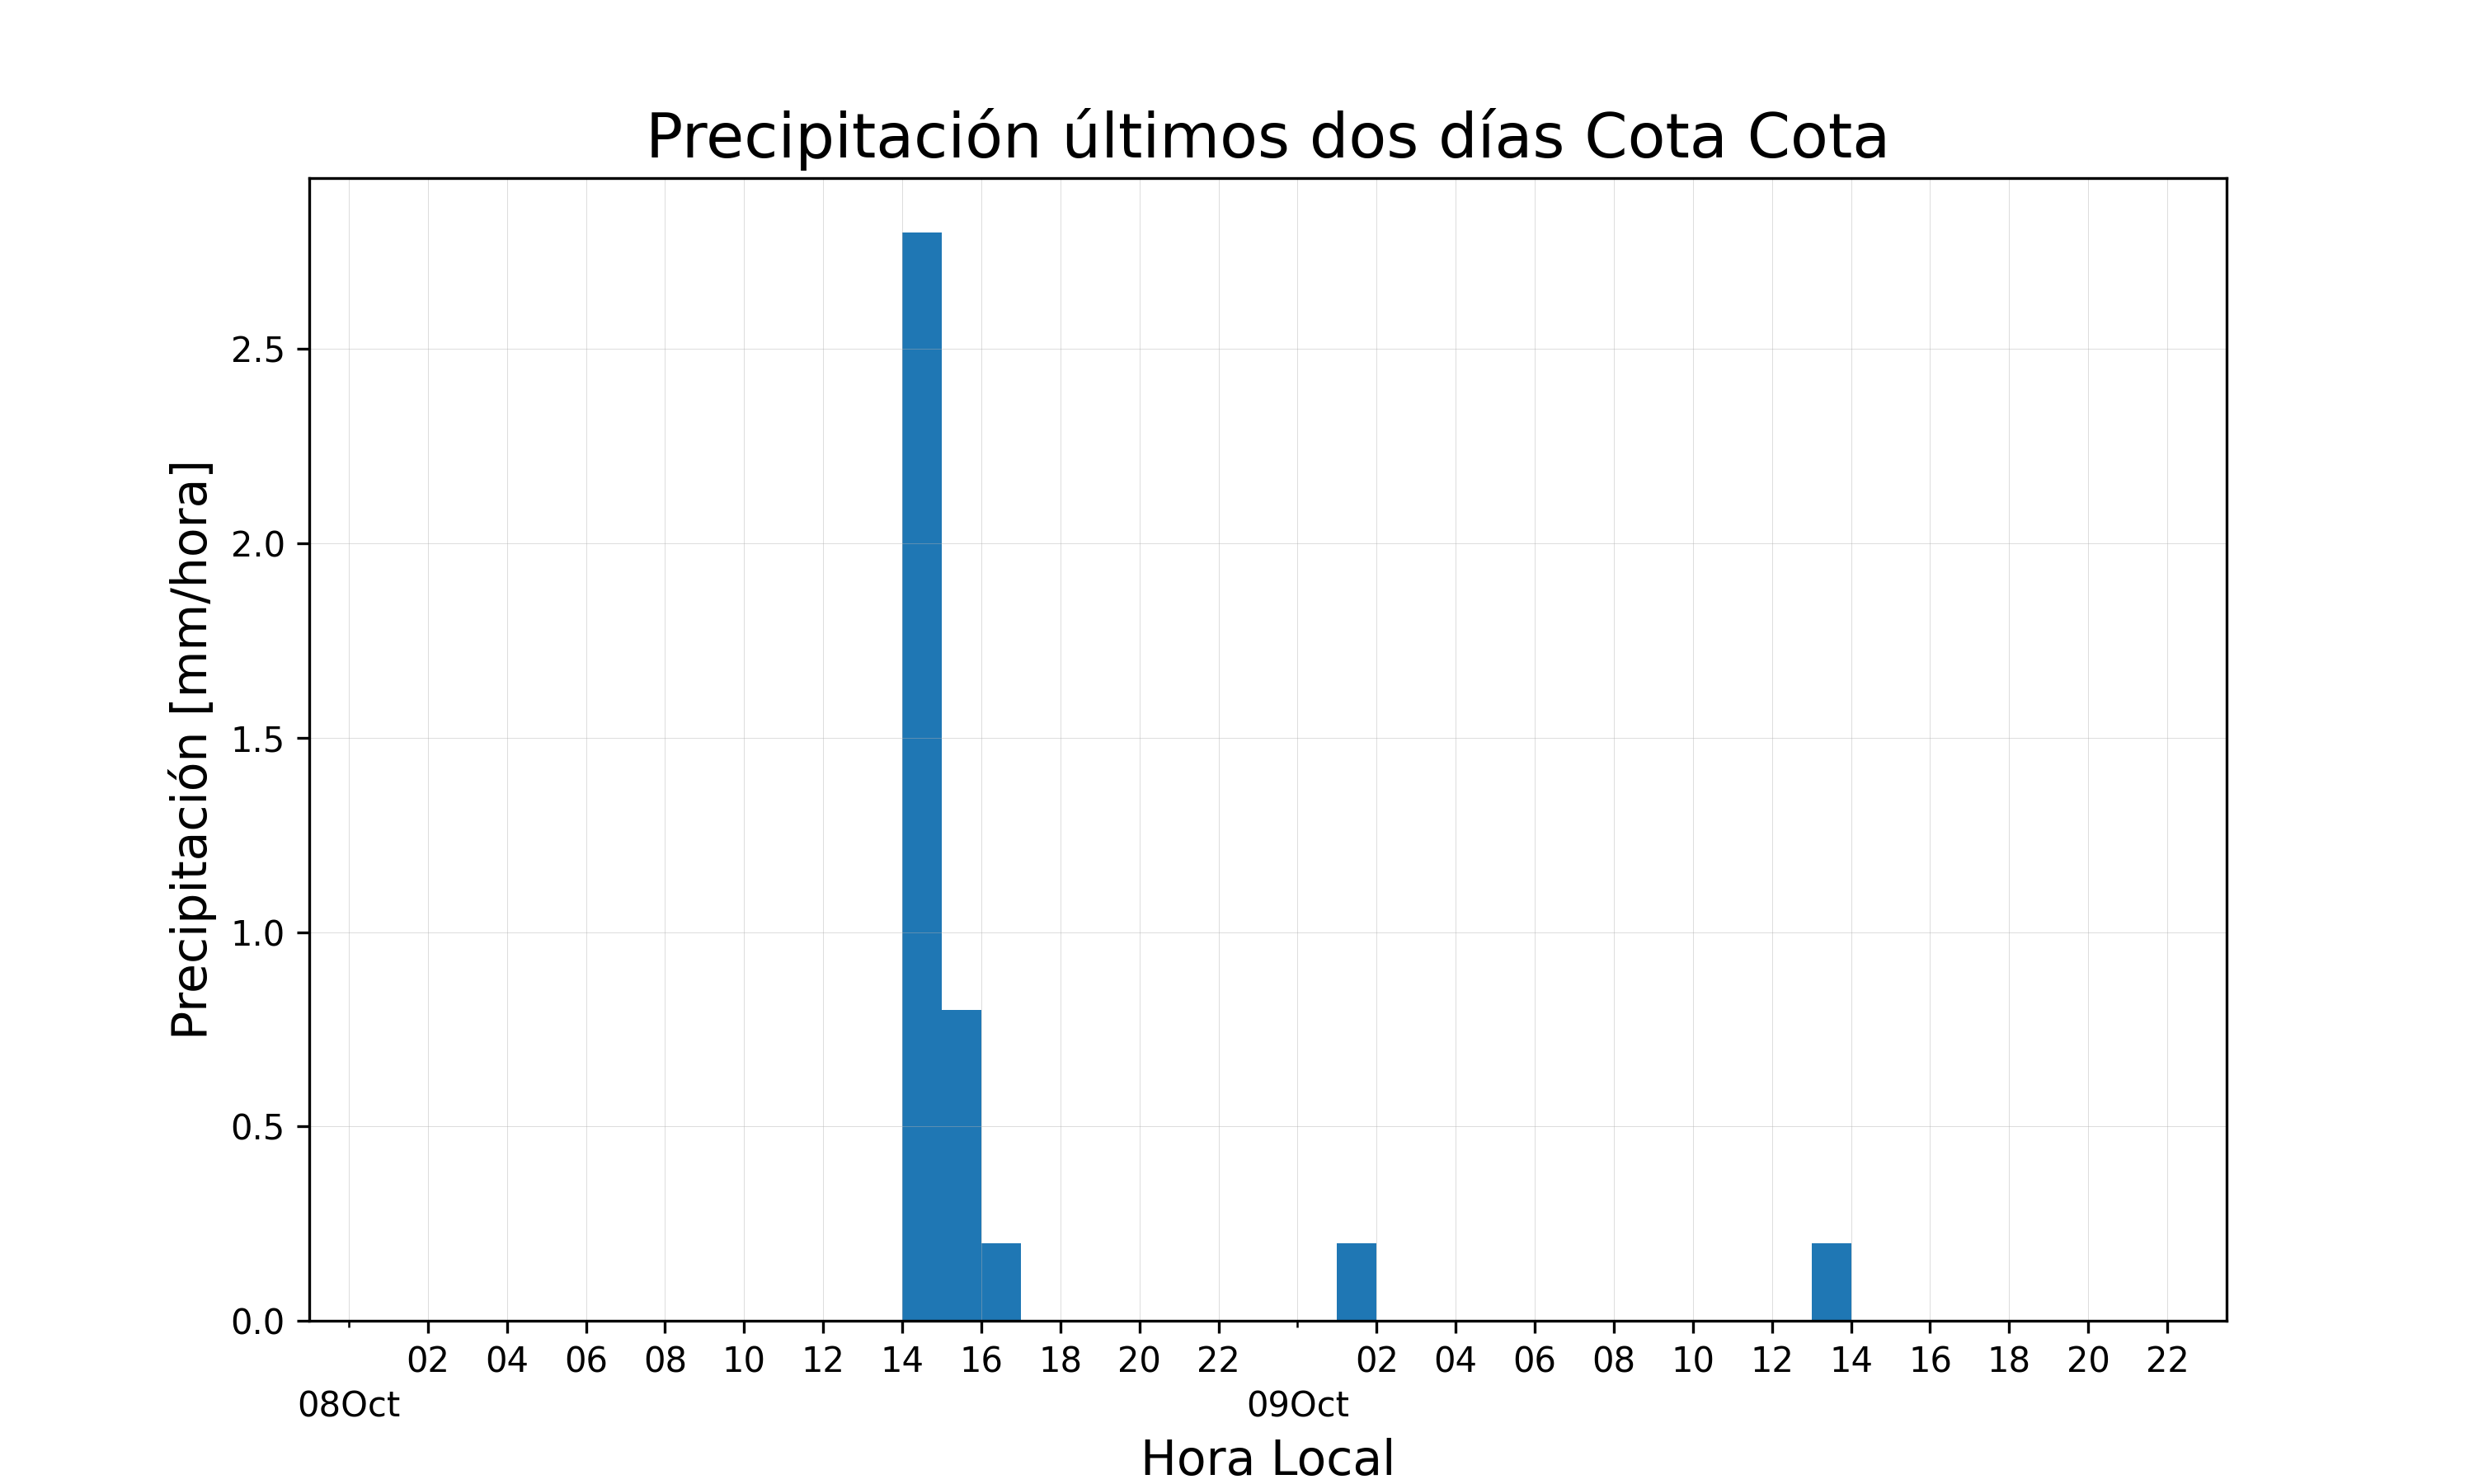 Precipitación últimos dos días Cota Cota
Precipitación [mm/hora]
2.5
2.0
1.5
1.0
0.5
0.0
02 04 06 08 10 12 14 16 18 20 22 02 04 06 08 10 12 14 16 18 20 22
08Oct 09Oct
Hora Local